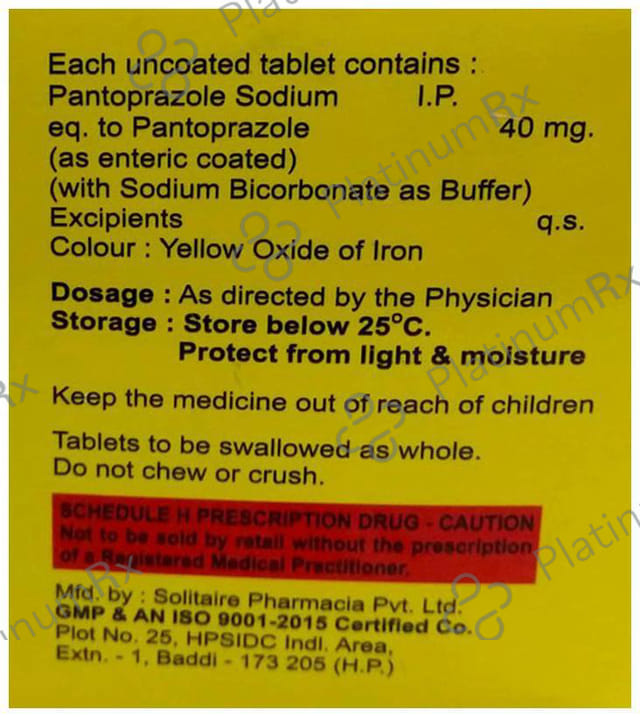 Each uncoated tablet contains :
Pantoprazole Sodium I.P.
eq. to Pantoprazole 40 mg.
(as enteric coated)
(with Sodium Bicorbonate as Buffer)
Excipients q.s.
Colour : Yellow Oxide of Iron
Dosage : As directed by the Physician
Storage : Store below 25°C.
Protect from light & moisture
Keep the medicine out of reach of children
Tablets to be swallowed as whole.
Do not chew or crush.
SCHEDULE H PRESCRIPTION DRUG - CAUTION
Not to be sold by retail without the prescription
of a Registered Medical Practitioner.
Mfd. by : Solitaire Pharmacia Pvt. Ltd.
GMP & AN ISO 9001-2015 Certified Co.
Plot No. 25, HPSIDC Indl. Area,
Extn. - 1, Baddi - 173 205 (H.P.)
PlatinumRx
PlatinumRx
PlatinumRx